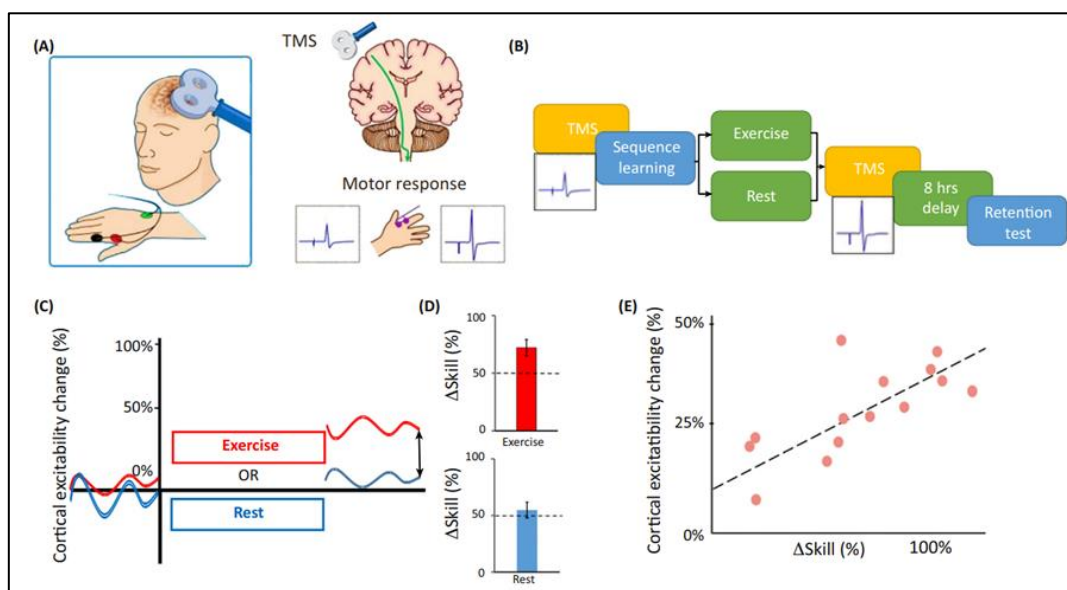 (A)
TMS
Motor response
(B)
TMS
Sequence
learning
Exercise
Rest
TMS
8 hrs
delay
Retention
test
(C)
Cortical excitability change (%)
100%
50%
0%
Exercise
OR
Rest
(D)
ΔSkill (%)
100
50
0
Exercise
ΔSkill (%)
100
50
0
Rest
(E)
Cortical excitatibility change (%)
50%
25%
0%
ΔSkill (%)
100%